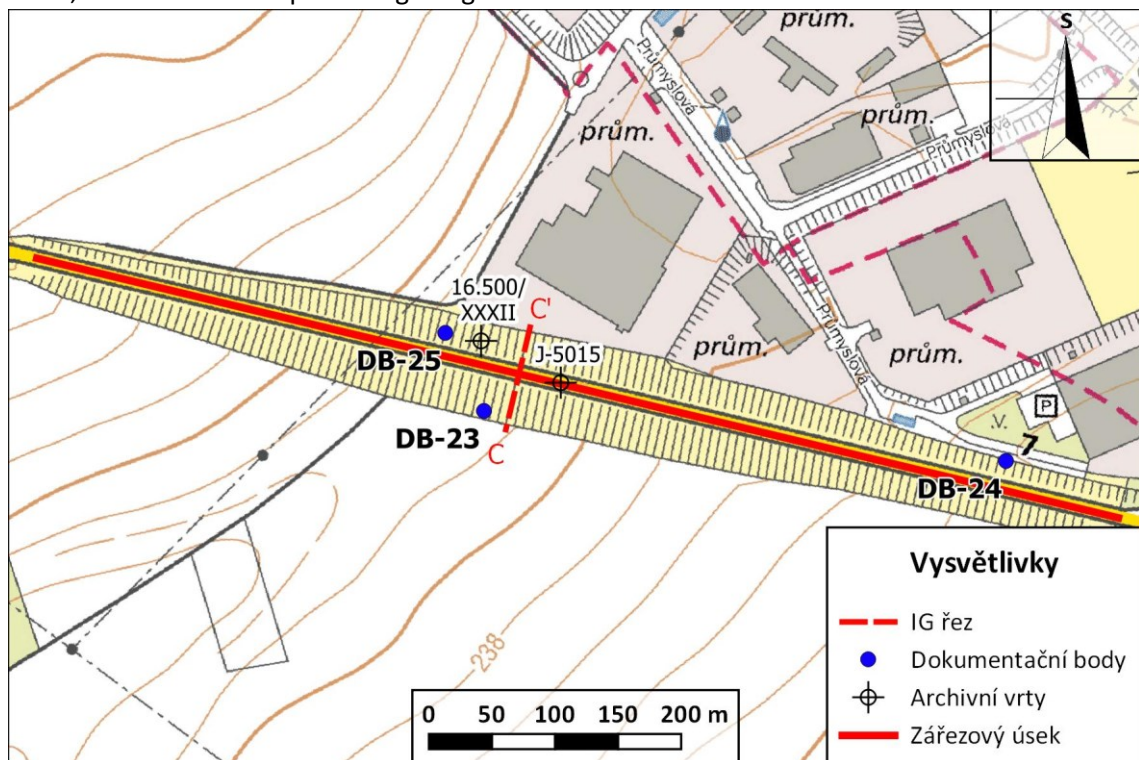 S
Průmyslová
prům.
prům.
Průmyslová
16.500/
XXXII
C'
J-5015
DB-25
Průmyslová
prům.
prům.
DB-23
C
P
.V.
7
DB-24
238
Vysvětlivky
IG řez
Dokumentační body
Archivní vrty
Zářezový úsek
0 50 100 150 200 m